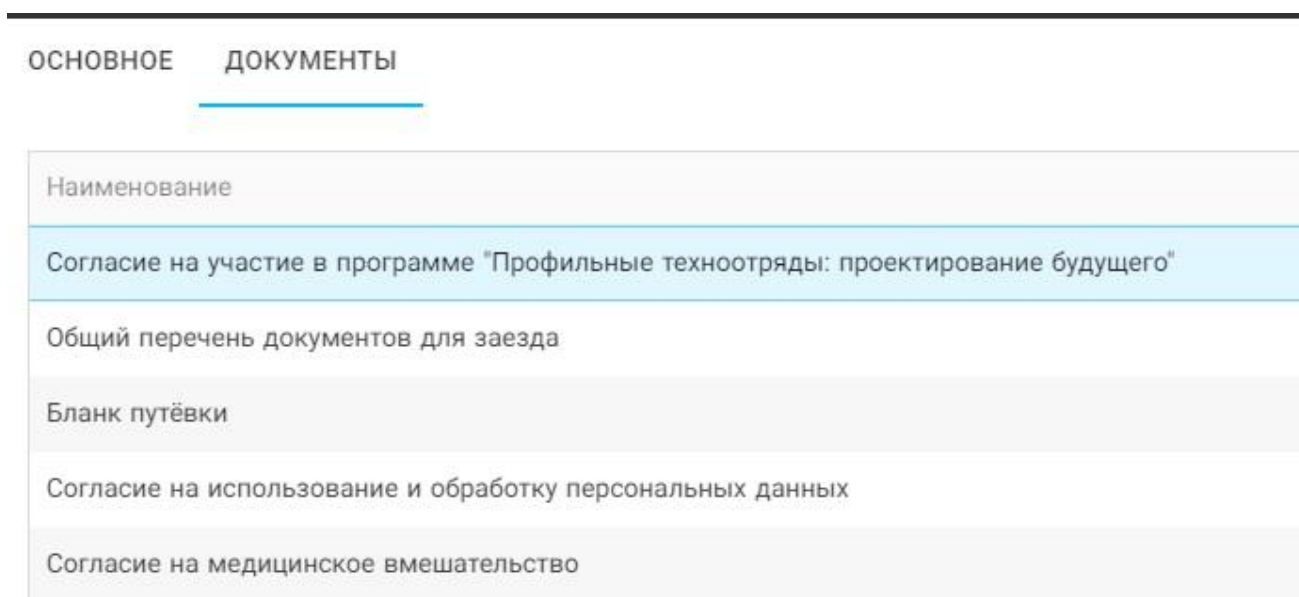 ОСНОВНОЕ ДОКУМЕНТЫ
Наименование
Согласие на участие в программе "Профильные техноотряды: проектирование будущего"
Общий перечень документов для заезда
Бланк путёвки
Согласие на использование и обработку персональных данных
Согласие на медицинское вмешательство